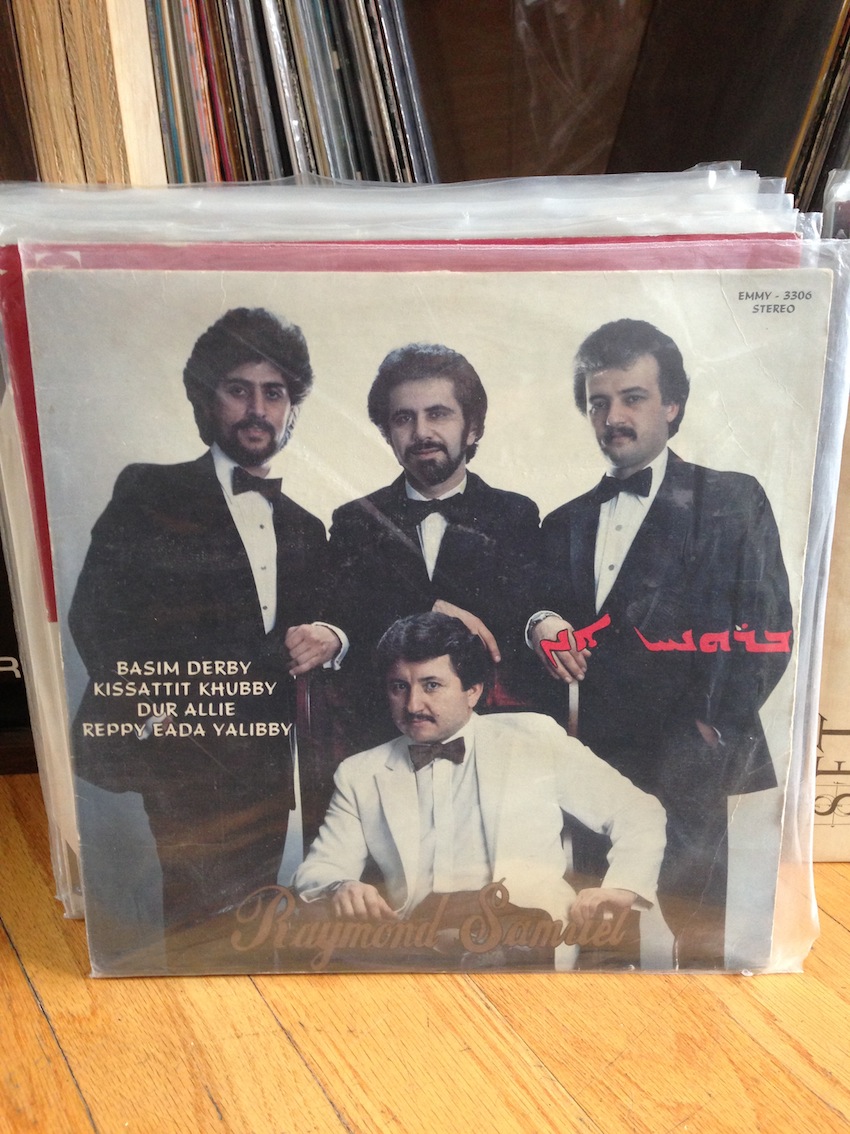 EMMY - 3306
STEREO
BASIM DERBY
KISSATTIT KHUBBY
DUR ALLIE
REPPY EADA YALIBBY
Raymond Samuel